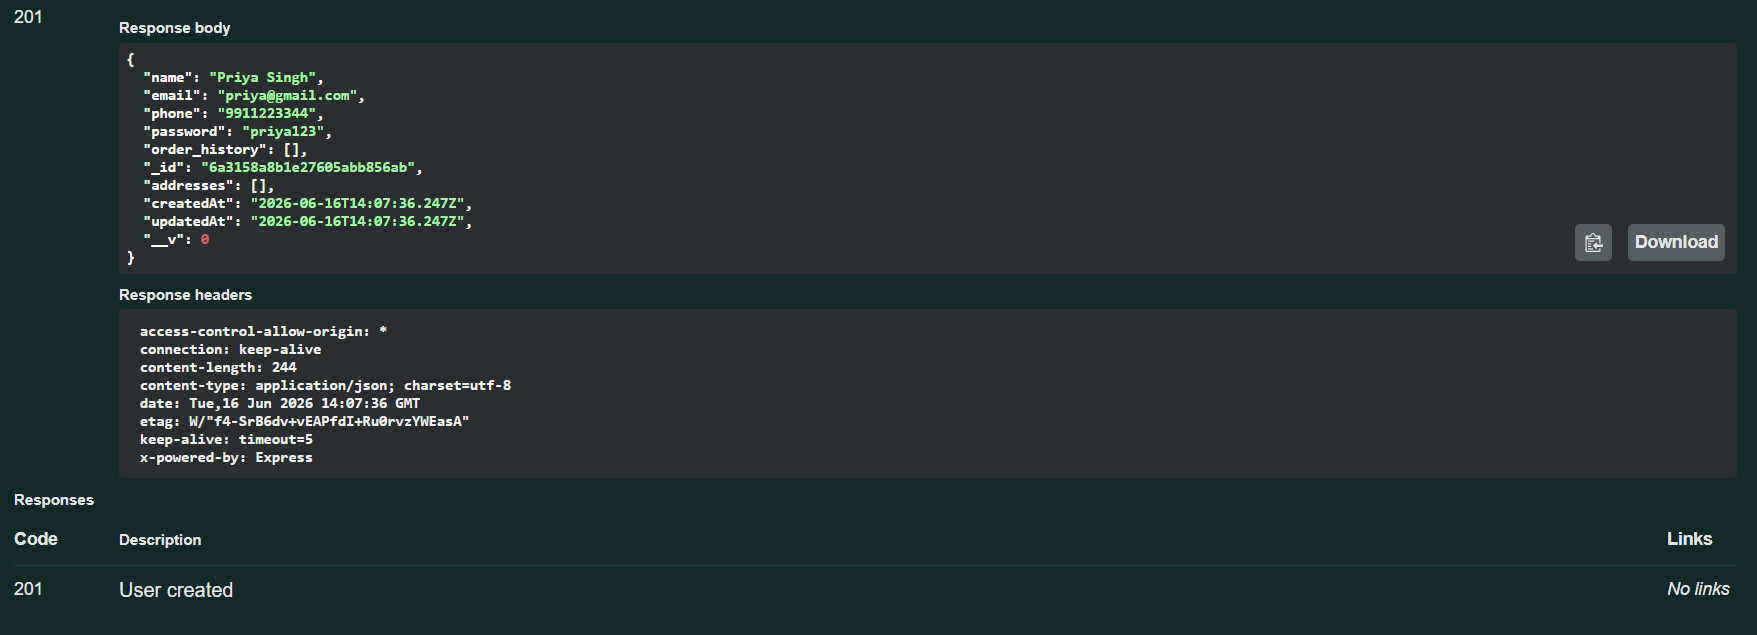 201
Response body
{
  "name": "Priya Singh",
  "email": "priya@gmail.com",
  "phone": "9911223344",
  "password": "priya123",
  "order_history": [],
  "_id": "6a3158a8b1e27605abb856ab",
  "addresses": [],
  "createdAt": "2026-06-16T14:07:36.247Z",
  "updatedAt": "2026-06-16T14:07:36.247Z",
  "__v": 0
}
Download
Response headers
access-control-allow-origin: *
connection: keep-alive
content-length: 244
content-type: application/json; charset=utf-8
date: Tue,16 Jun 2026 14:07:36 GMT
etag: W/"f4-SrB6dv+vEAPfdI+Ru0rvzYWEasA"
keep-alive: timeout=5
x-powered-by: Express
Responses
Code Description Links
201 User created No links